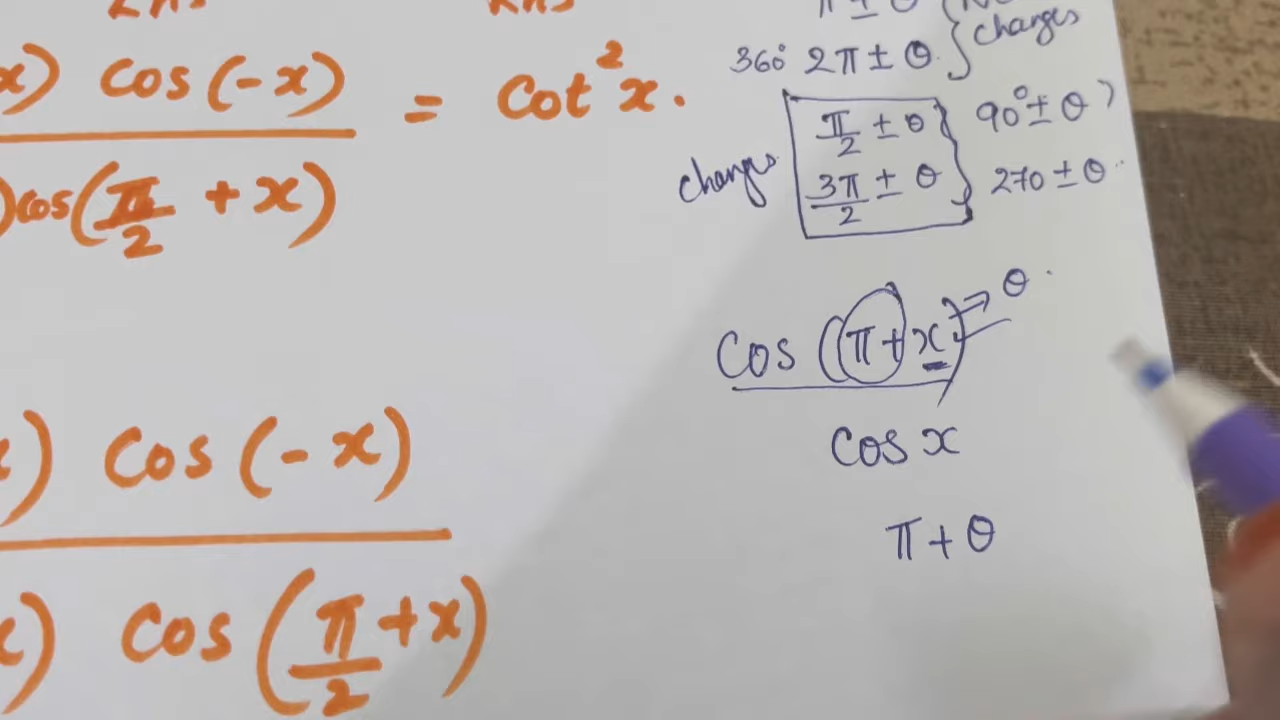 x) cos (-x)
= cot²x.
)cos(π/2 + x)
π ± θ
changes
360° 2π ± θ
changes
π/2 ± θ
90° ± θ
3π/2 ± θ
270 ± θ
cos (π + x) ⇒ θ
cos x
π + θ
x) cos (-x)
x) cos (π/2 + x)